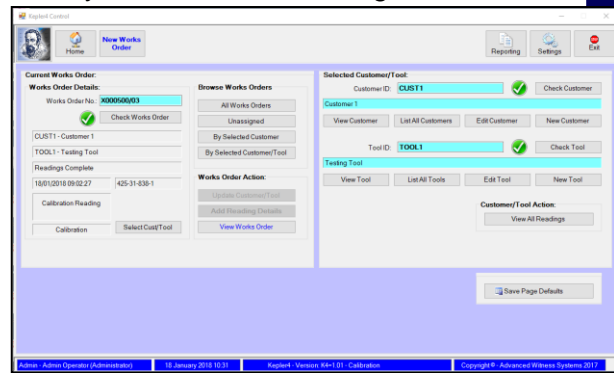 Kepler4 Control
Home
New Works Order
Reporting
Settings
Exit
Current Works Order:
Works Order Details:
Works Order No.: X000500/03
Check Works Order
CUST1 - Customer 1
TOOL1 - Testing Tool
Readings Complete
18/01/2018 09:02:27 425-31-838-1
Calibration Reading
Calibration
Select Cust/Tool
Browse Works Orders
All Works Orders
Unassigned
By Selected Customer
By Selected Customer/Tool
Works Order Action:
Update Customer/Tool
Add Reading Details
View Works Order
Selected Customer/Tool:
Customer ID: CUST1
Check Customer
Customer 1
View Customer List All Customers Edit Customer New Customer
Tool ID: TOOL1
Check Tool
Testing Tool
View Tool List All Tools Edit Tool New Tool
Customer/Tool Action:
View All Readings
Save Page Defaults
Admin - Admin Operator (Administrator) 18 January 2018 10:31 Kepler4 - Version: K4-1.01 - Calibration Copyright © - Advanced Witness Systems 2017